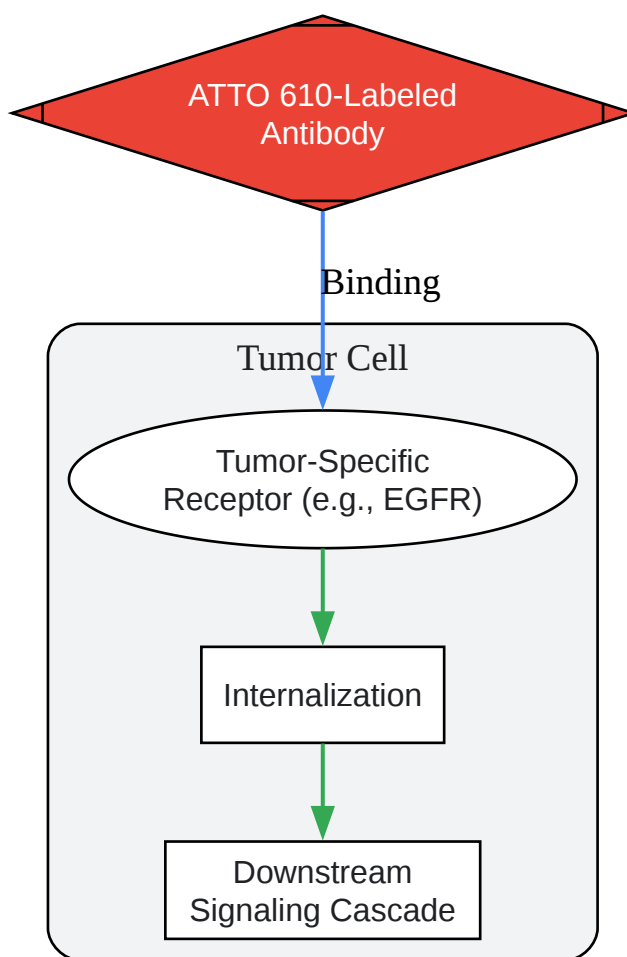 ATTO 610-Labeled
Antibody
Binding
Tumor Cell
Tumor-Specific
Receptor (e.g., EGFR)
Internalization
Downstream
Signaling Cascade